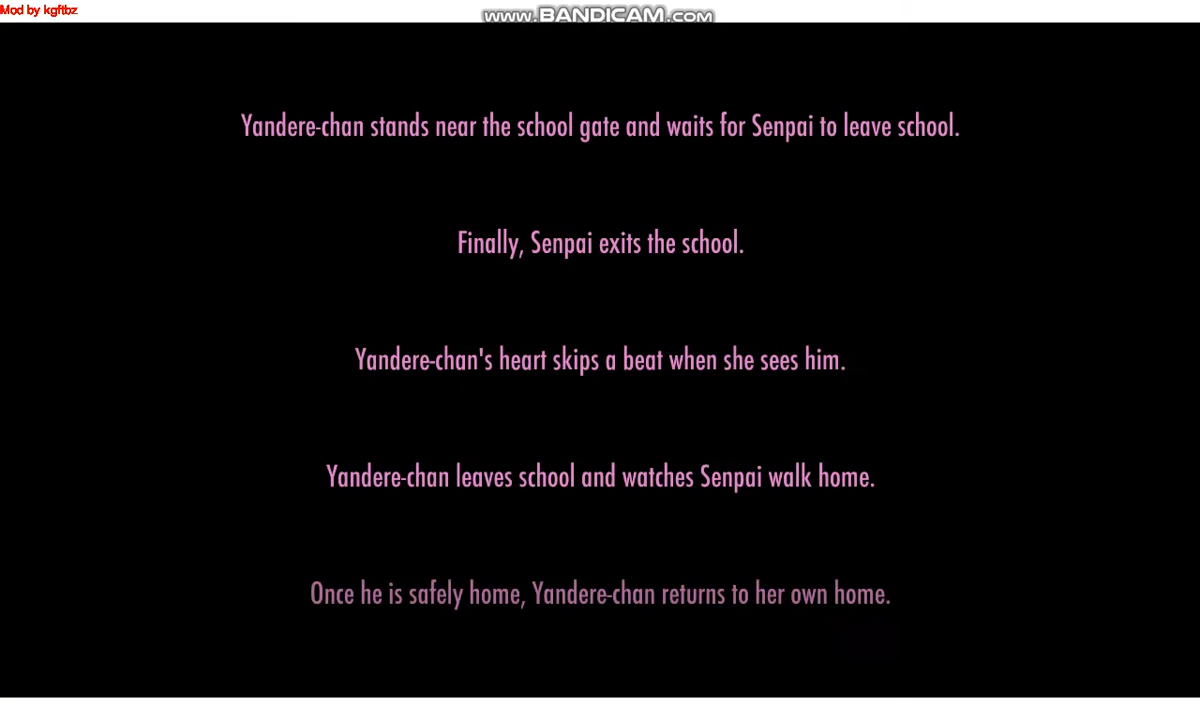 Mod by kgftbz
www.BANDICAM.com
Yandere-chan stands near the school gate and waits for Senpai to leave school.
Finally, Senpai exits the school.
Yandere-chan's heart skips a beat when she sees him.
Yandere-chan leaves school and watches Senpai walk home.
Once he is safely home, Yandere-chan returns to her own home.